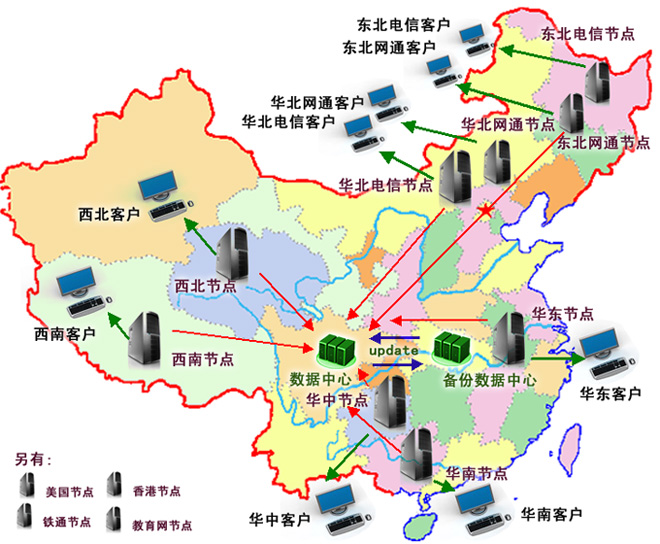 东北电信客户
东北电信节点
东北网通客户
华北网通客户
华北电信客户
华北网通节点
东北网通节点
华北电信节点
西北客户
西北节点
西南客户
西南节点
华东节点
update
数据中心
备份数据中心
华东客户
华中节点
华南节点
华中客户
华南客户
另有：
美国节点
香港节点
铁通节点
教育网节点